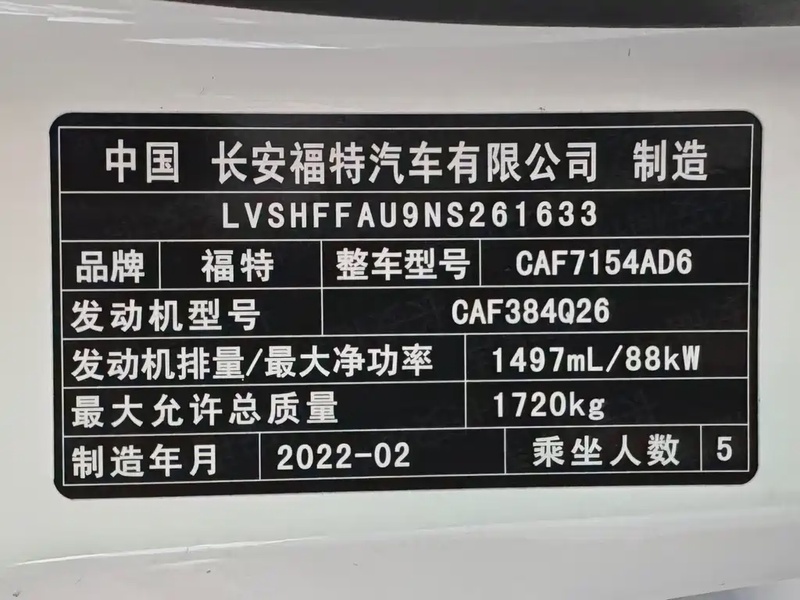 中国 长安福特汽车有限公司 制造
LVSHFFAU9NS261633
品牌 福特 整车型号 CAF7154AD6
发动机型号 CAF384Q26
发动机排量/最大净功率 1497mL/88kW
最大允许总质量 1720kg
制造年月 2022-02 乘坐人数 5